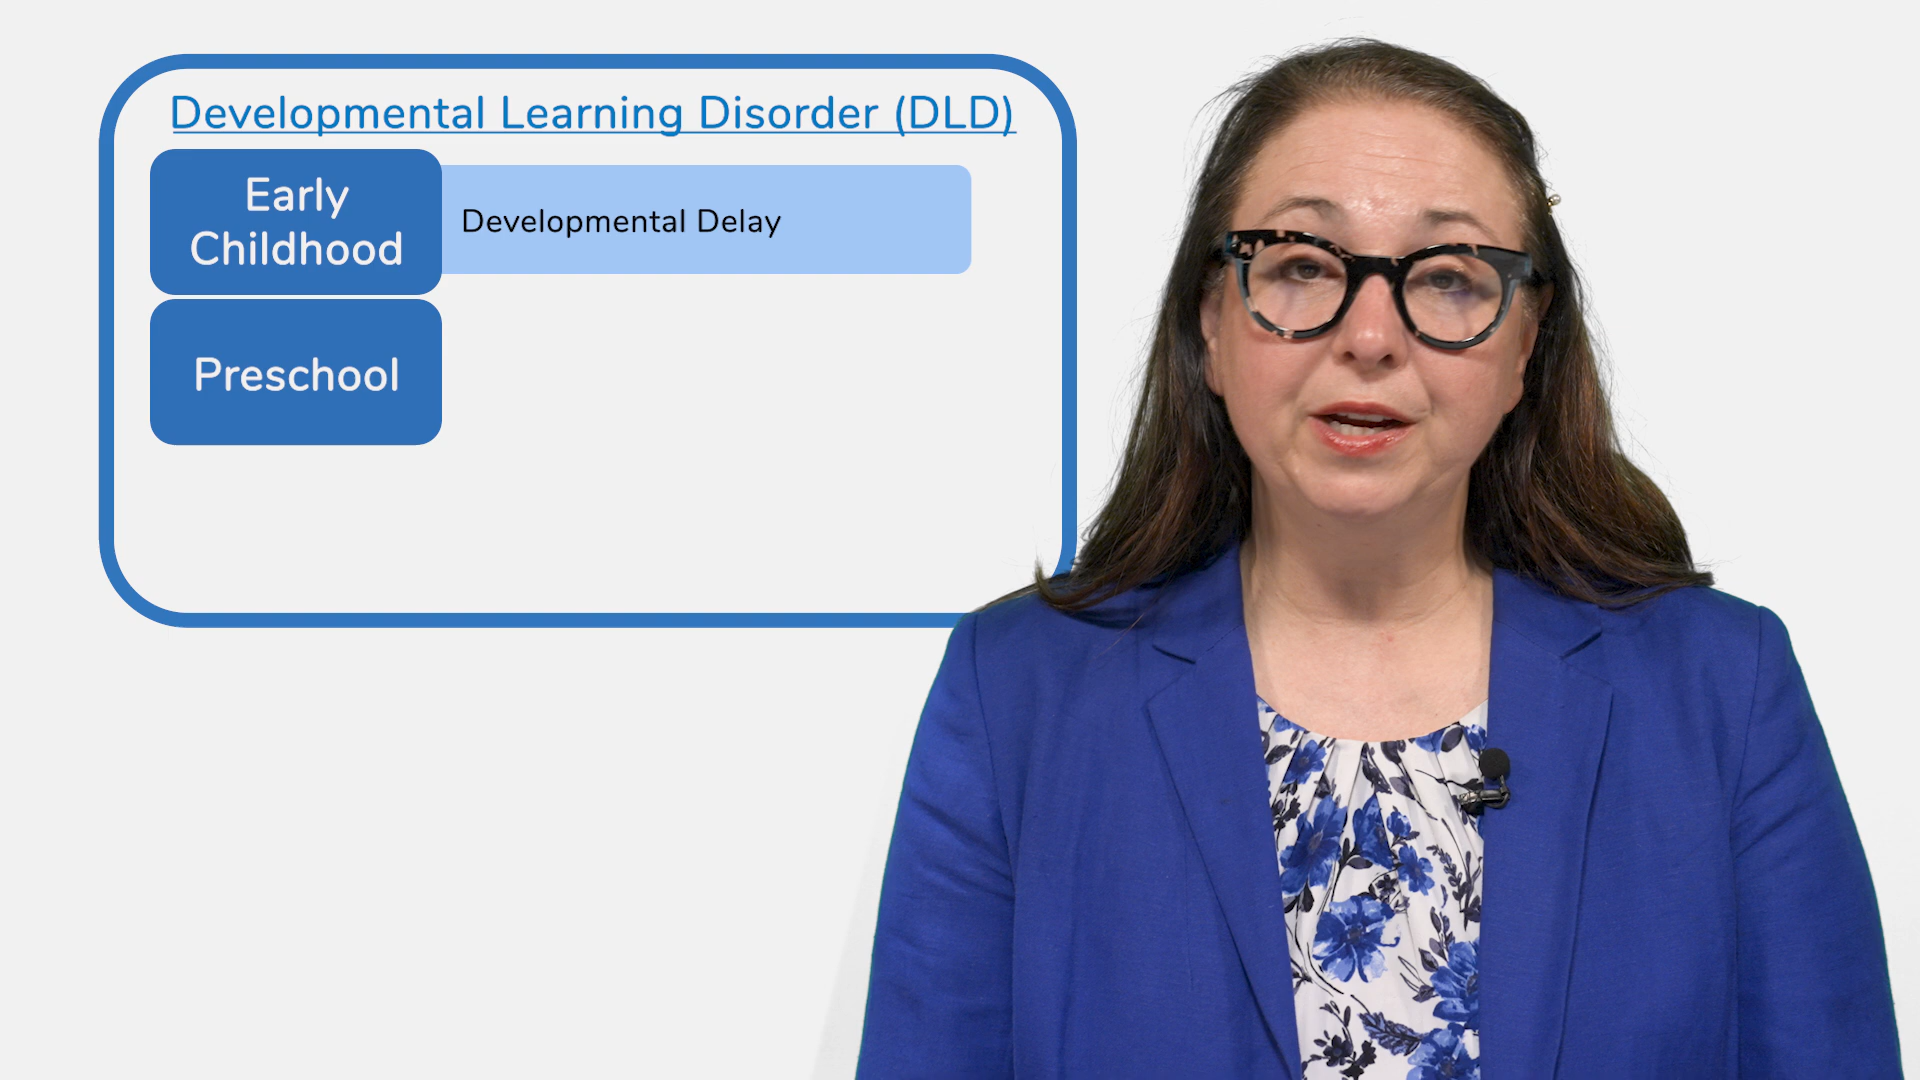 Developmental Learning Disorder (DLD)
Early
Childhood
Developmental Delay
Preschool